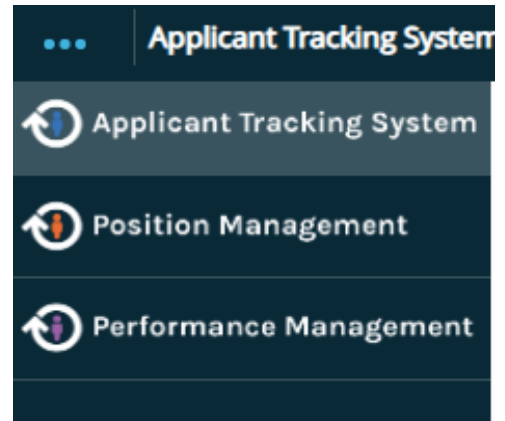 Applicant Tracking System
Applicant Tracking System
Position Management
Performance Management